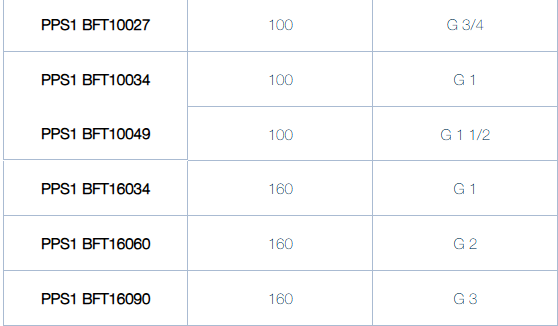 PPS1 BFT10027 100 G 3/4
PPS1 BFT10034 100 G 1
PPS1 BFT10049 100 G 1 1/2
PPS1 BFT16034 160 G 1
PPS1 BFT16060 160 G 2
PPS1 BFT16090 160 G 3